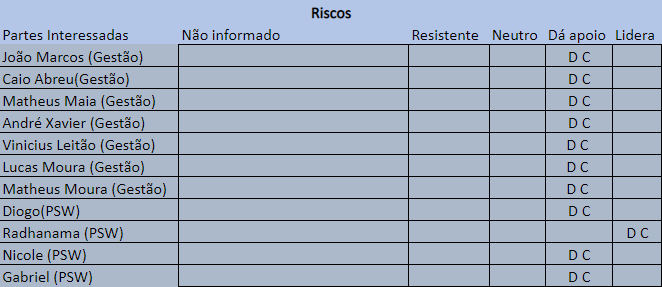 Riscos
Partes Interessadas Não informado Resistente Neutro Dá apoio Lidera
João Marcos (Gestão) D C
Caio Abreu(Gestão) D C
Matheus Maia (Gestão) D C
André Xavier (Gestão) D C
Vinicius Leitão (Gestão) D C
Lucas Moura (Gestão) D C
Matheus Moura (Gestão) D C
Diogo(PSW) D C
Radhanama (PSW) D C
Nicole (PSW) D C
Gabriel (PSW) D C